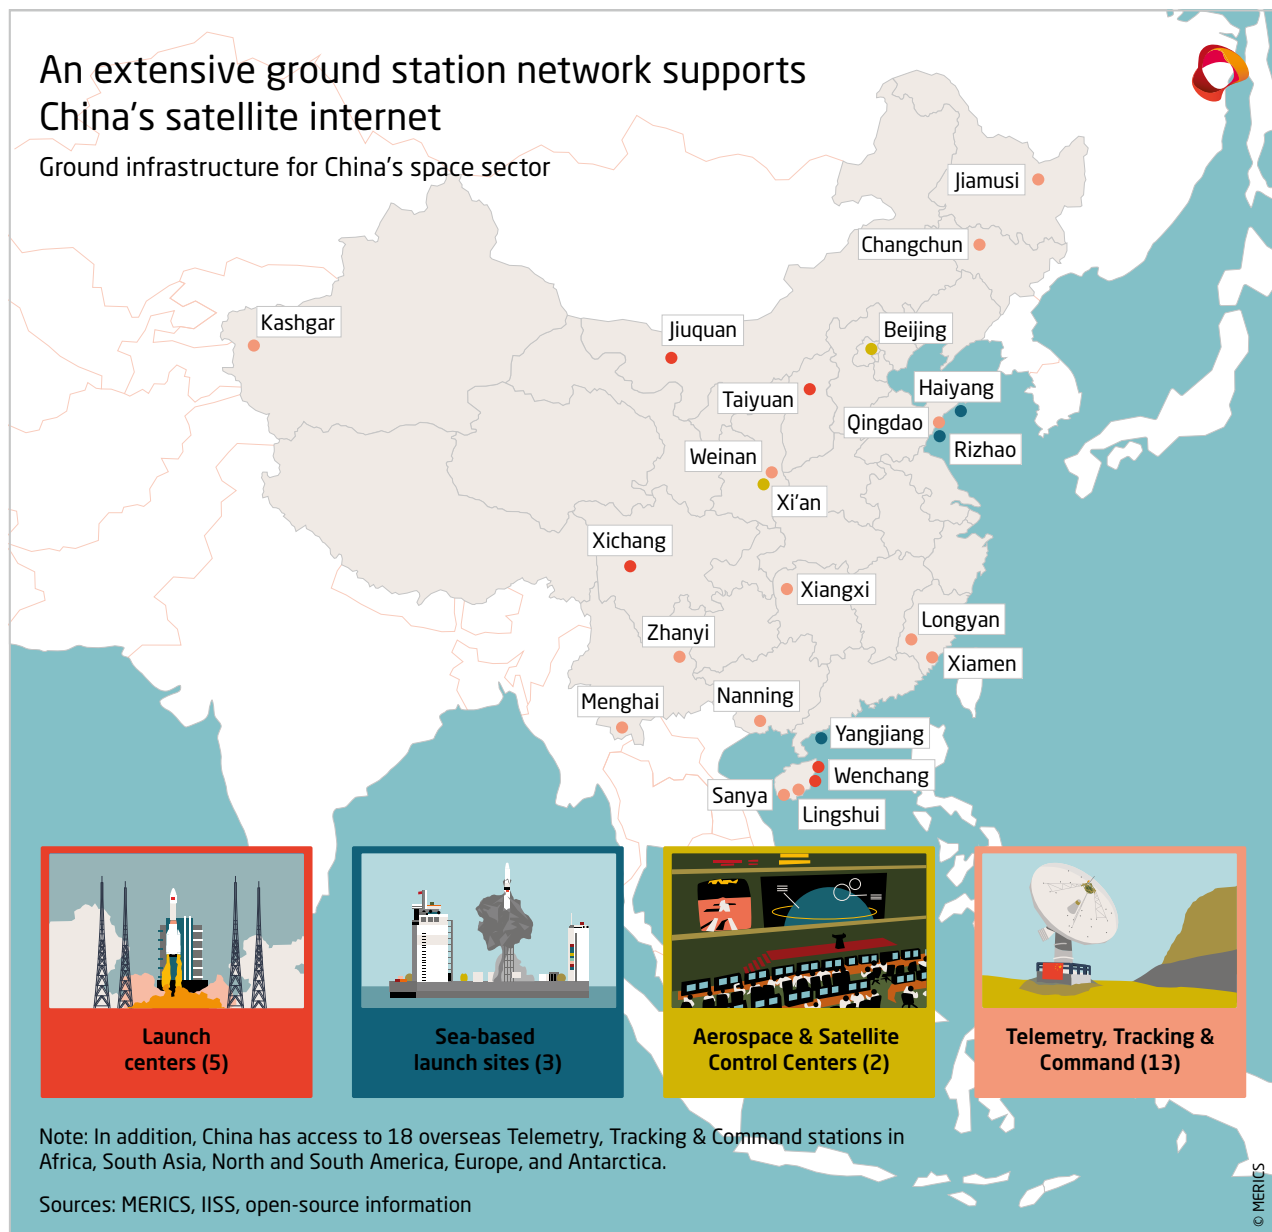 An extensive ground station network supports
China's satellite internet
Ground infrastructure for China's space sector
Jiamusi
Changchun
Kashgar
Jiuquan
Beijing
Taiyuan
Haiyang
Qingdao
Rizhao
Weinan
Xi'an
Xichang
Xiangxi
Longyan
Zhanyi
Xiamen
Menghai
Nanning
Yangjiang
Wenchang
Sanya
Lingshui
Launch
centers (5)
Sea-based
launch sites (3)
Aerospace & Satellite
Control Centers (2)
Telemetry, Tracking &
Command (13)
Note: In addition, China has access to 18 overseas Telemetry, Tracking & Command stations in
Africa, South Asia, North and South America, Europe, and Antarctica.
Sources: MERICS, IISS, open-source information
© MERICS